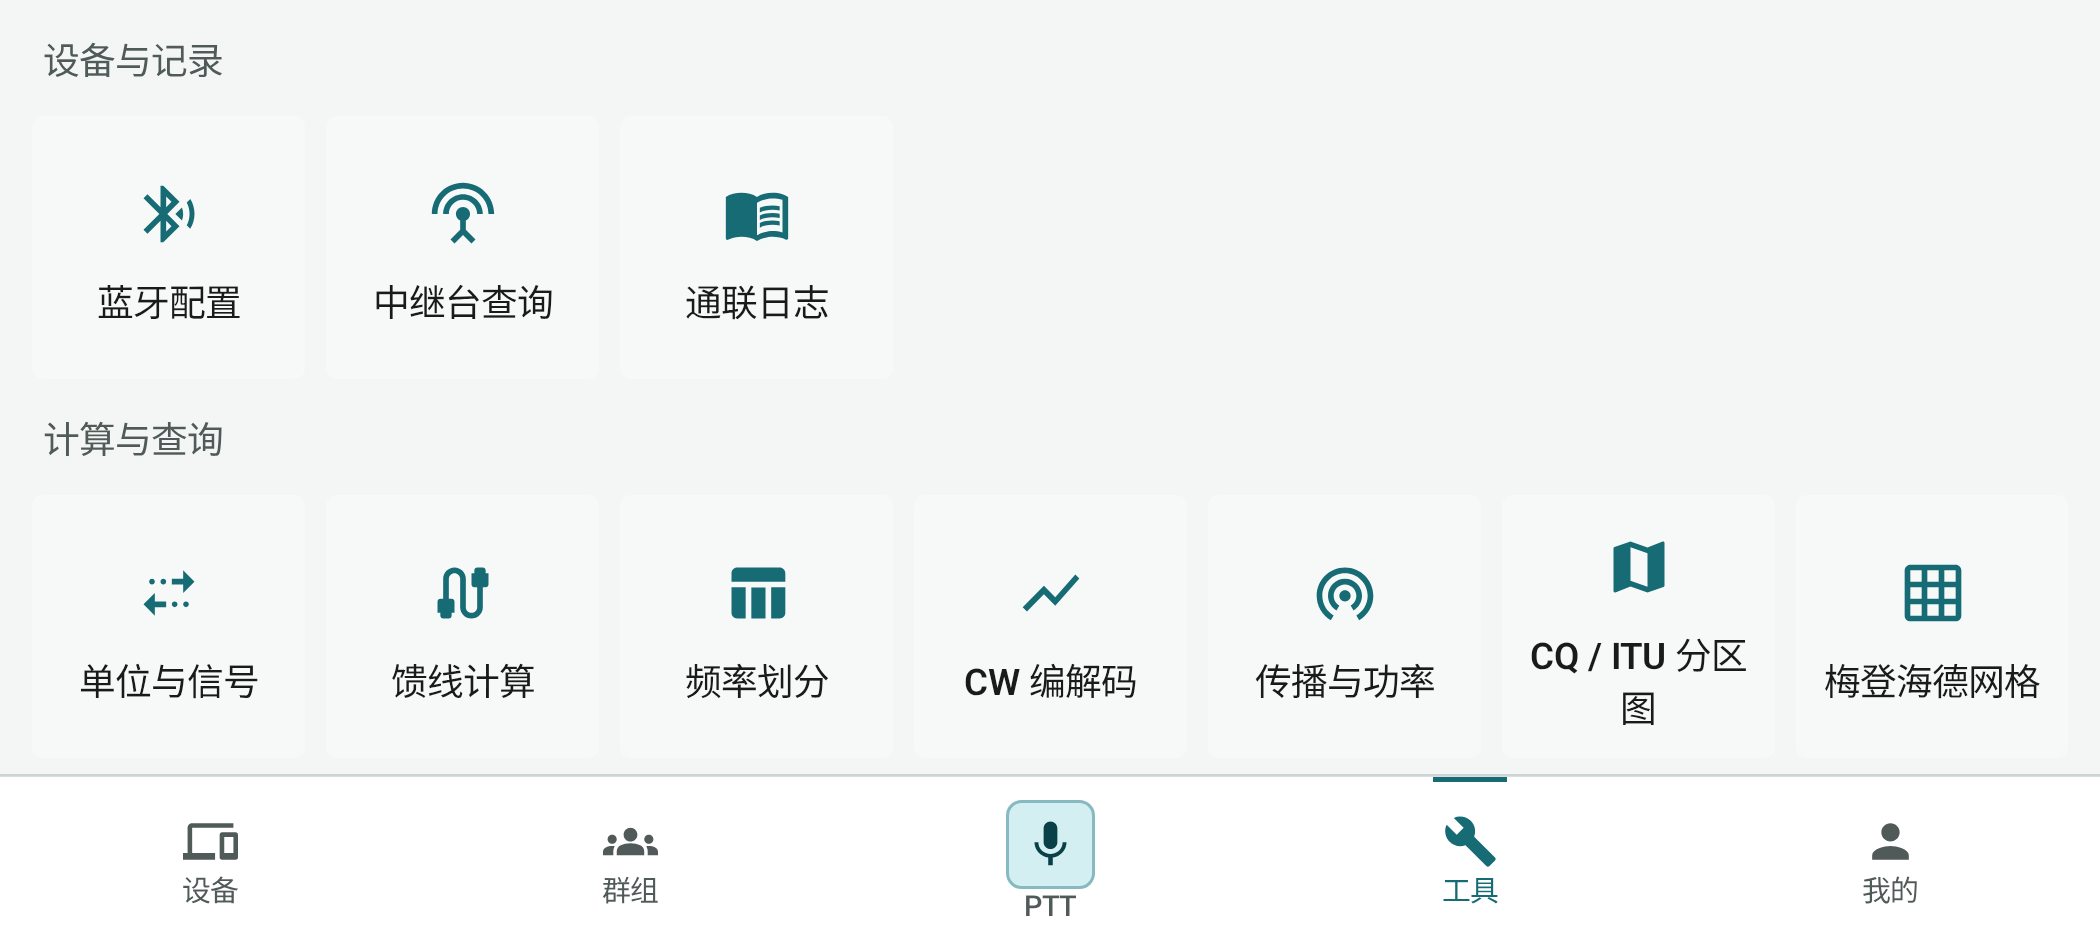 设备与记录
蓝牙配置
中继台查询
通联日志
计算与查询
单位与信号
馈线计算
频率划分
CW 编解码
传播与功率
CQ / ITU 分区
图
梅登海德网格
设备
群组
PTT
工具
我的